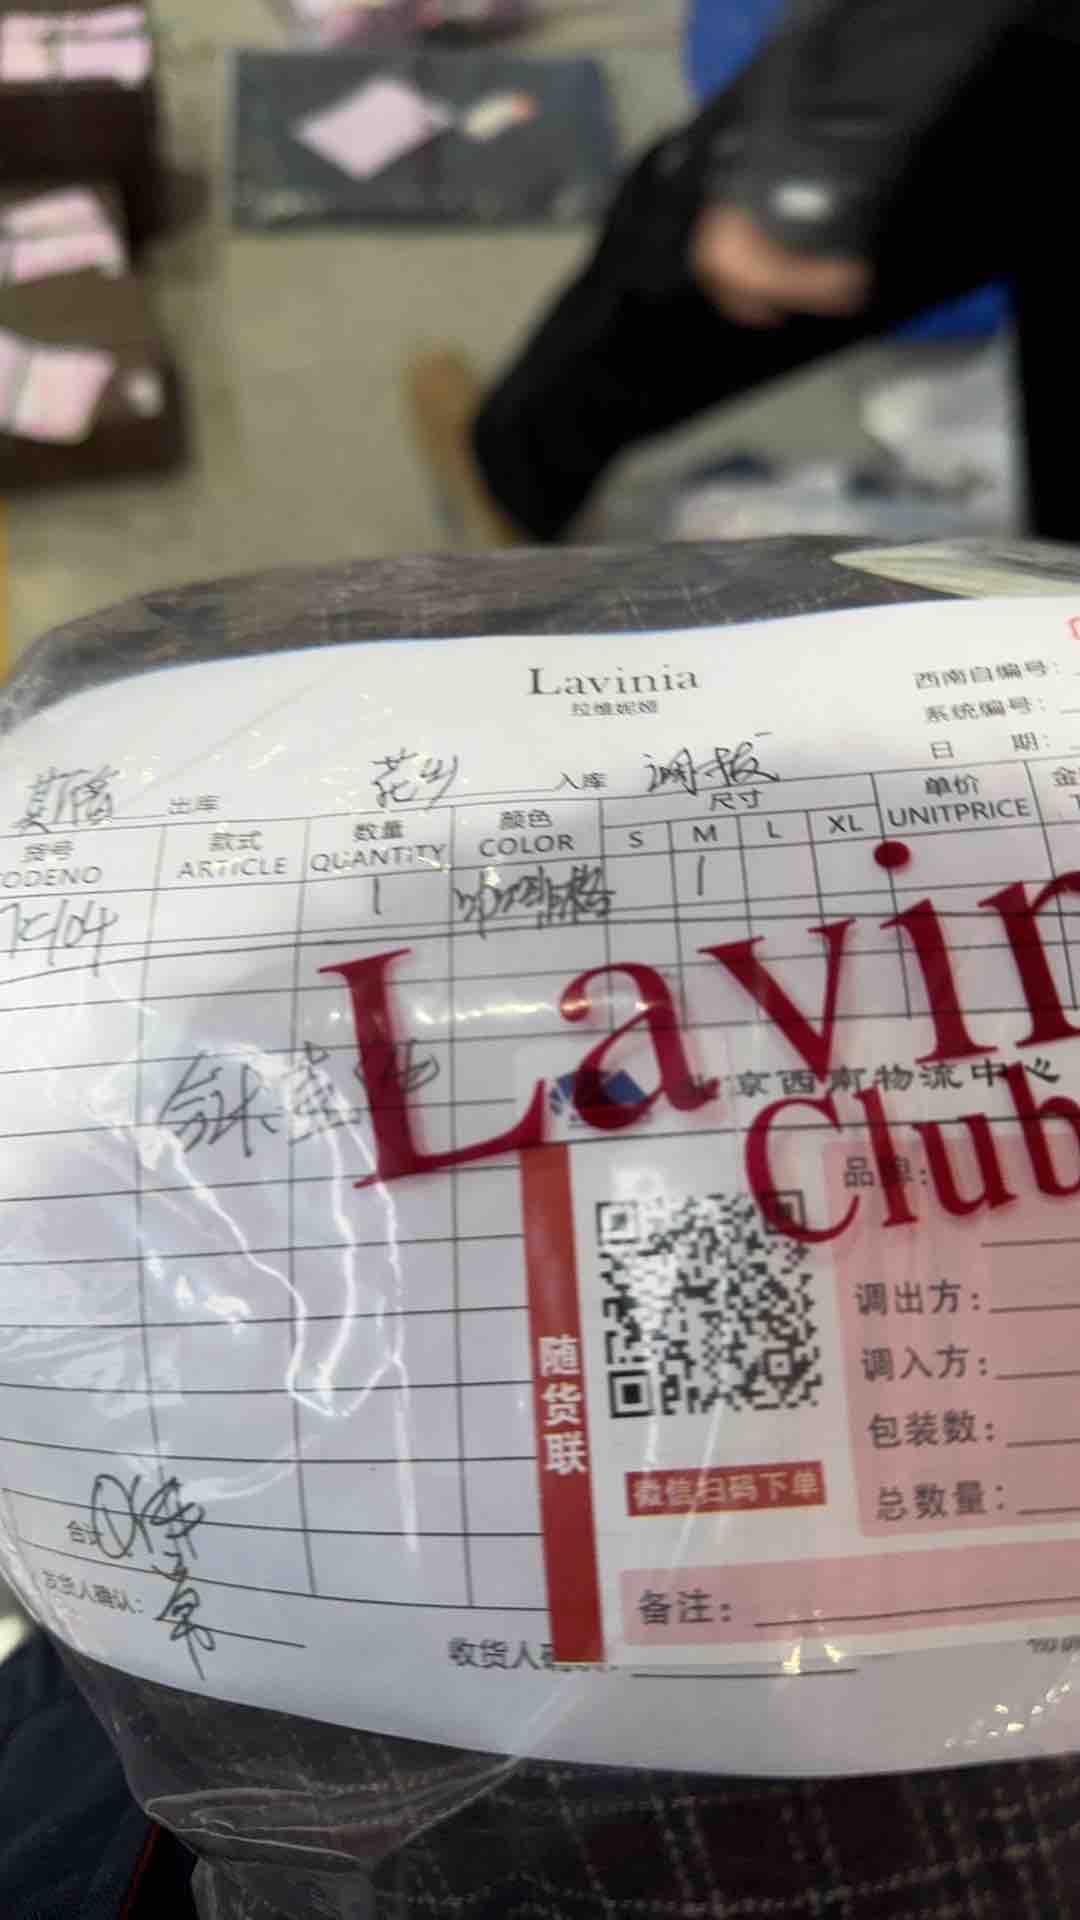 Lavinia
拉维妮娅
西南自编号:
系统编号:
日 期:
出库 花乡 入库 调拨
货号 款式 数量 颜色 尺寸 单价 金
ODENO ARTICLE QUANTITY COLOR S M L XL UNITPRICE
1 1
Lavin
Club
京西南物流中心
随货联
微信扫码下单
品牌:
调出方:
调入方:
包装数:
总数量:
备注:
合计
发货人确认:
收货人确